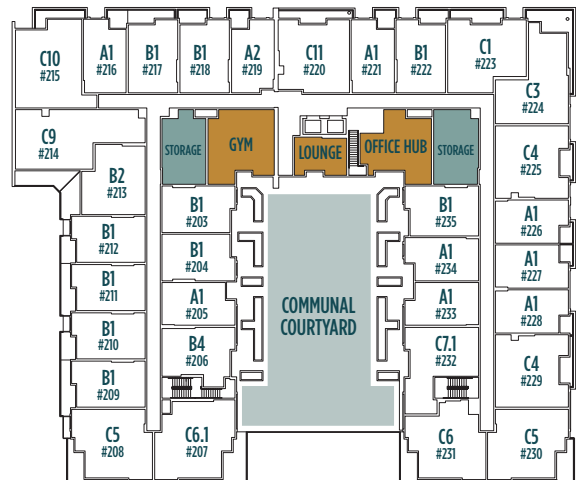 C10
#215
A1
#216
B1
#217
B1
#218
A2
#219
C11
#220
A1
#221
B1
#222
C1
#223
C3
#224
C9
#214
STORAGE
GYM
LOUNGE
OFFICE HUB
STORAGE
C4
#225
B2
#213
B1
#203
B1
#235
A1
#226
B1
#212
B1
#204
A1
#234
A1
#227
B1
#211
A1
#205
COMMUNAL
COURTYARD
A1
#233
A1
#228
B1
#210
B4
#206
C7.1
#232
C4
#229
B1
#209
C5
#208
C6.1
#207
C6
#231
C5
#230